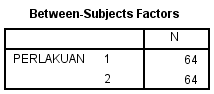 Between-Subjects Factors
N
PERLAKUAN 1 64
2 64